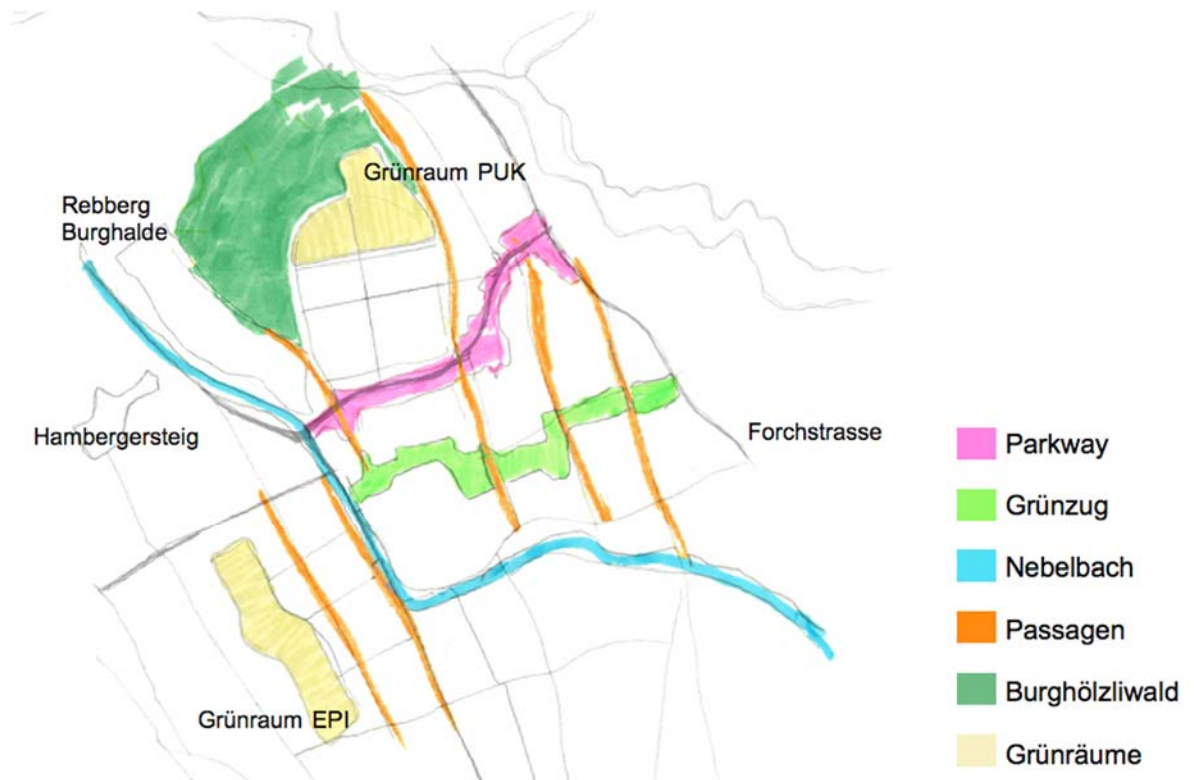 Grünraum PUK
Rebberg
Burghalde
Hambergersteig
Forchstrasse
Grünraum EPI
Parkway
Grünzug
Nebelbach
Passagen
Burghölzliwald
Grünräume